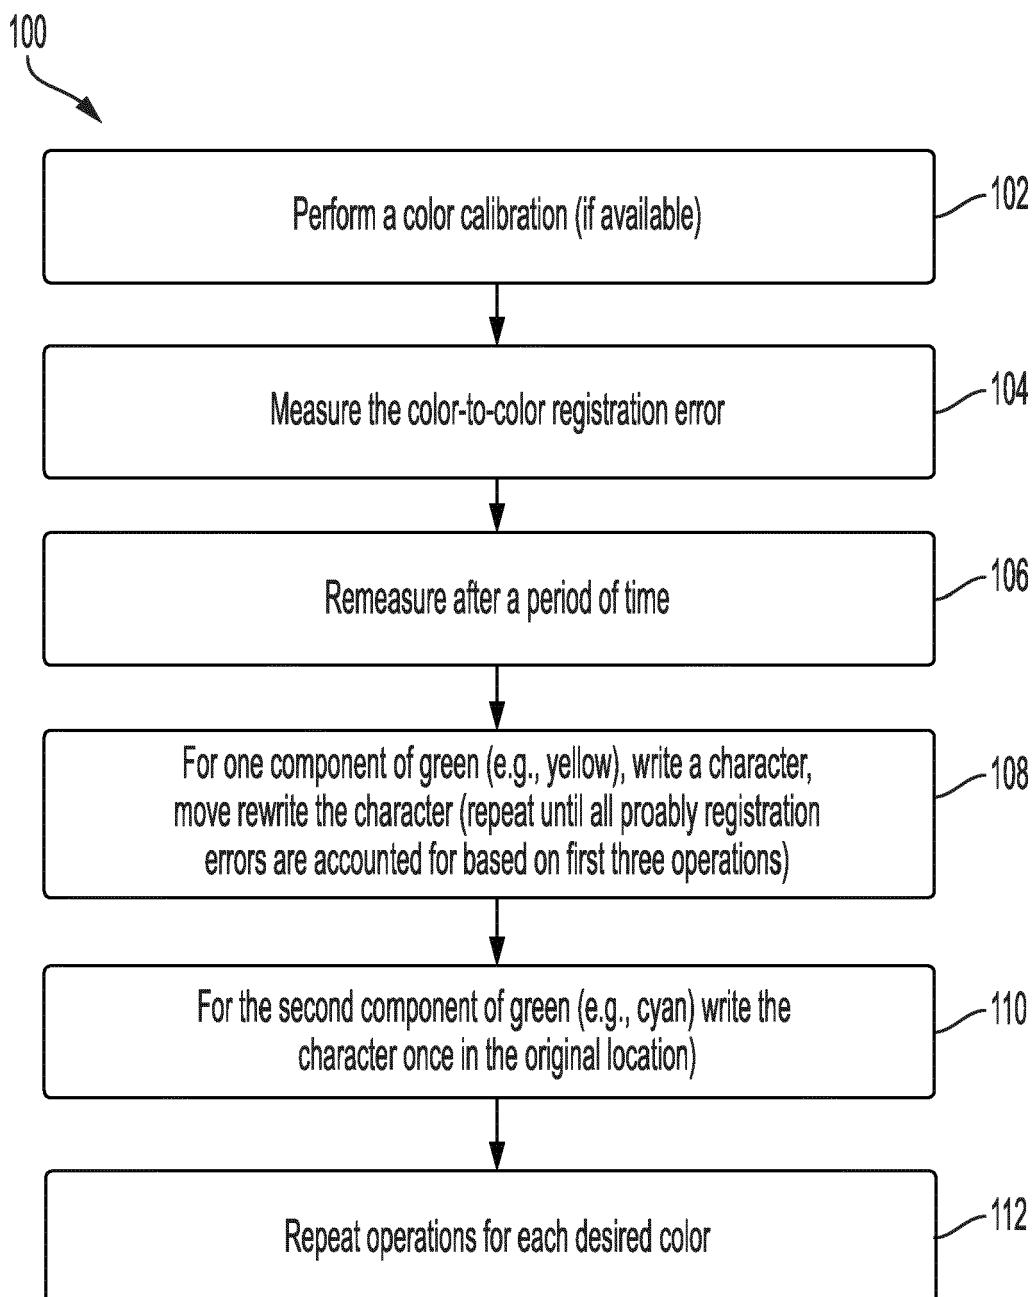 100
Perform a color calibration (if available)
102
Measure the color-to-color registration error
104
Remeasure after a period of time
106
For one component of green (e.g., yellow), write a character,
move rewrite the character (repeat until all proably registration
errors are accounted for based on first three operations)
108
For the second component of green (e.g., cyan) write the
character once in the original location)
110
Repeat operations for each desired color
112